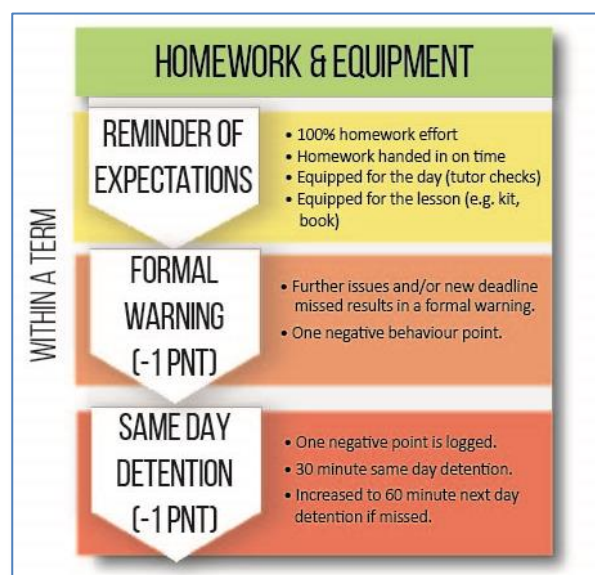 HOMEWORK & EQUIPMENT
WITHIN A TERM
REMINDER OF
EXPECTATIONS
• 100% homework effort
• Homework handed in on time
• Equipped for the day (tutor checks)
• Equipped for the lesson (e.g. kit,
book)
FORMAL
WARNING
(-1 PNT)
• Further issues and/or new deadline
missed results in a formal warning.
• One negative behaviour point.
SAME DAY
DETENTION
(-1 PNT)
• One negative point is logged.
• 30 minute same day detention.
• Increased to 60 minute next day
detention if missed.